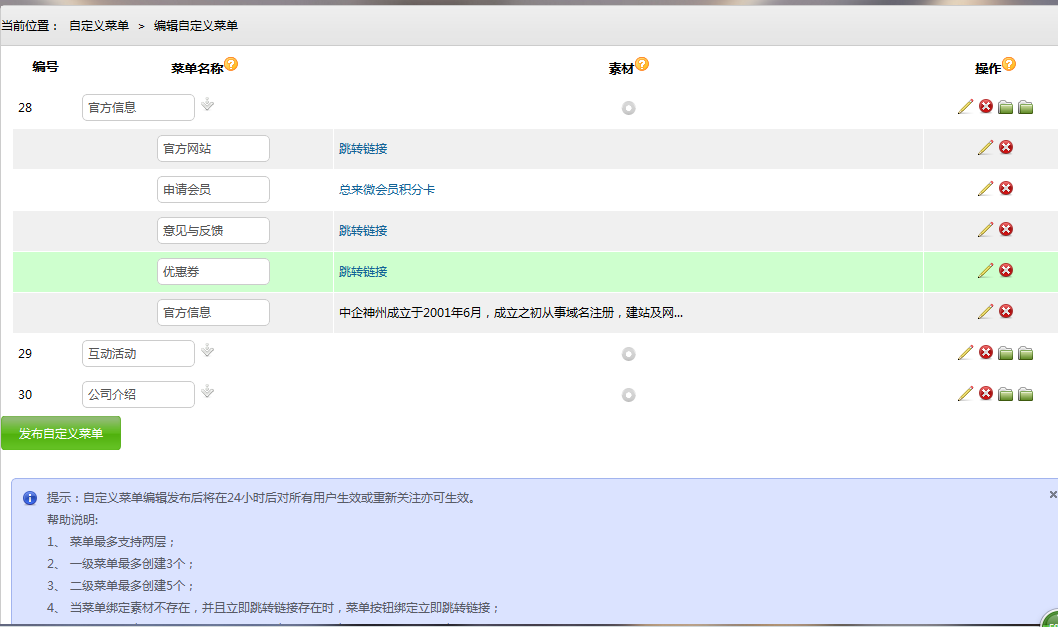 当前位置： 自定义菜单 > 编辑自定义菜单
编号 菜单名称 素材 操作
28 官方信息
官方网站 跳转链接
申请会员 总来微会员积分卡
意见与反馈 跳转链接
优惠券 跳转链接
官方信息 中企神州成立于2001年6月，成立之初从事域名注册，建站及网...
29 互动活动
30 公司介绍
发布自定义菜单
提示：自定义菜单编辑发布后将在24小时后对所有用户生效或重新关注亦可生效。
帮助说明:
1、 菜单最多支持两层；
2、 一级菜单最多创建3个；
3、 二级菜单最多创建5个；
4、 当菜单绑定素材不存在，并且立即跳转链接存在时，菜单按钮绑定立即跳转链接；